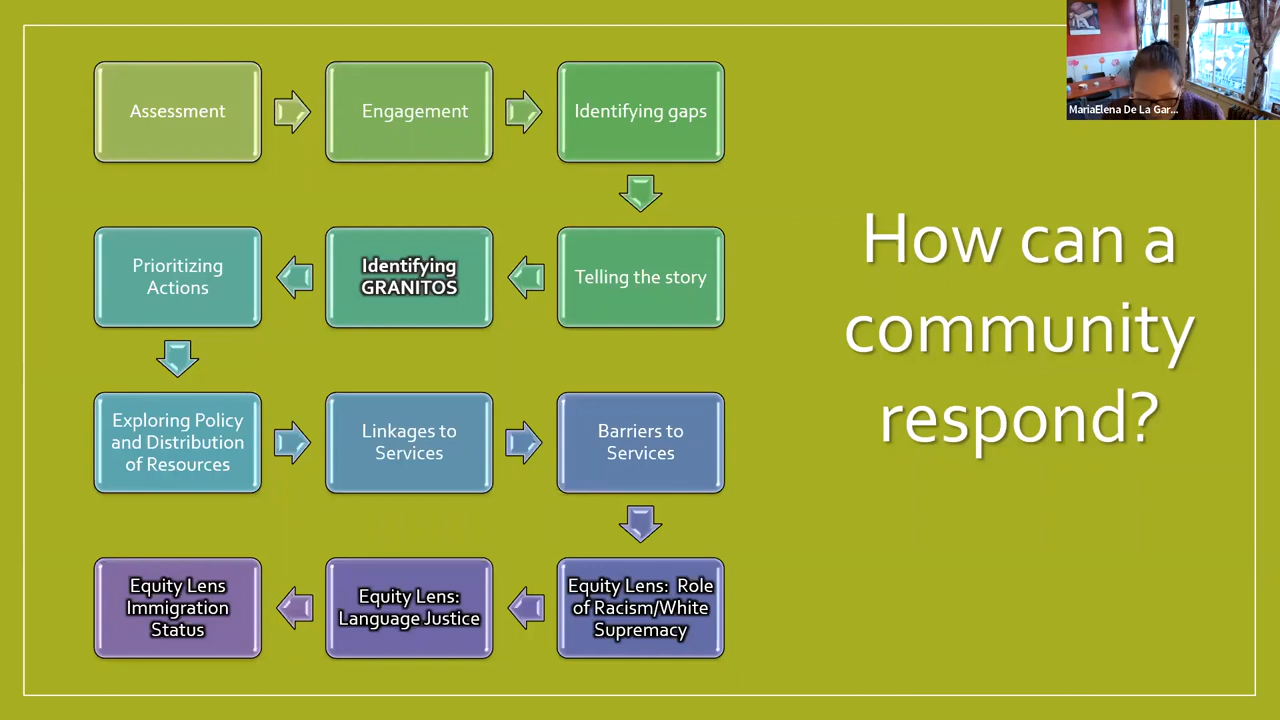 Assessment
Engagement
Identifying gaps
Telling the story
Identifying
GRANITOS
Prioritizing
Actions
Exploring Policy
and Distribution
of Resources
Linkages to
Services
Barriers to
Services
Equity Lens: Role
of Racism/White
Supremacy
Equity Lens:
Language Justice
Equity Lens
Immigration
Status
How can a
community
respond?
MariaElena De La Gar...